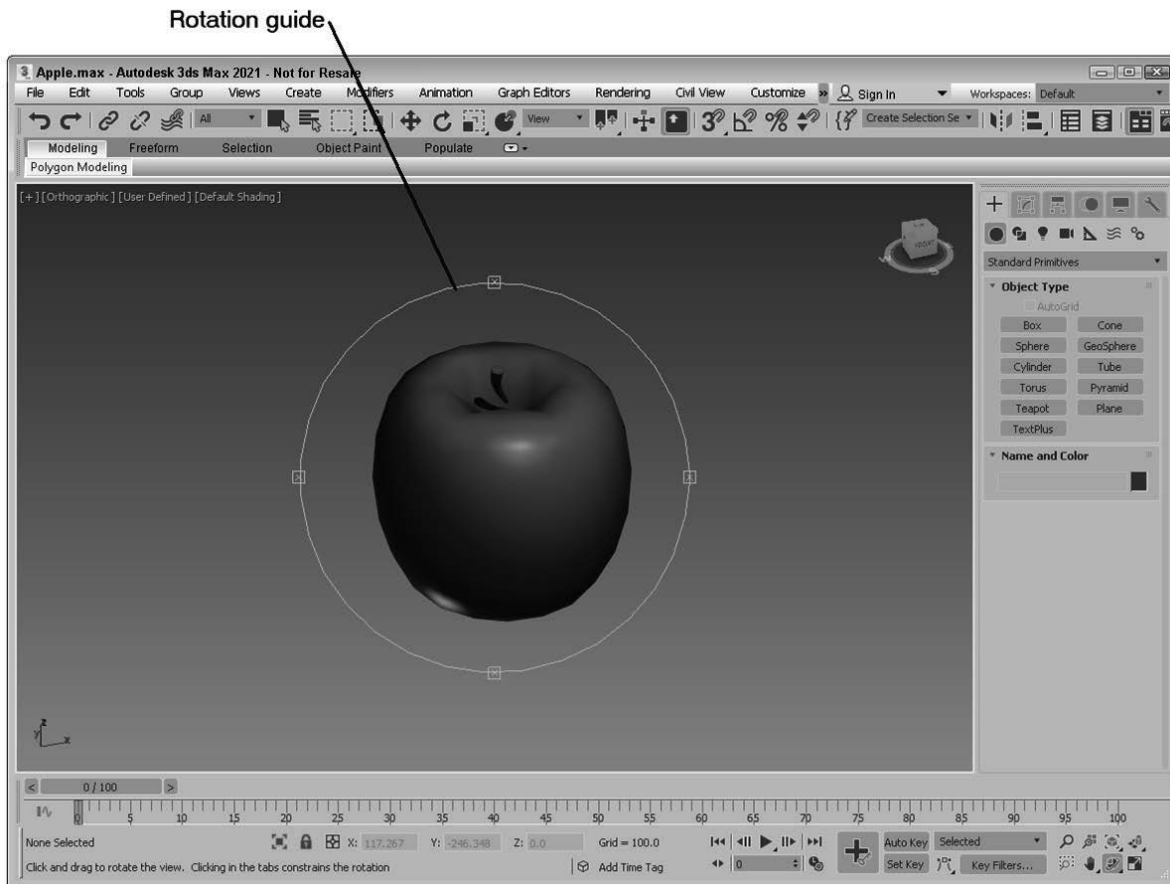 Rotation guide
Apple.max - Autodesk 3ds Max 2021 - Not for Resale
File Edit Tools Group Views Create Modifiers Animation Graph Editors Rendering Civil View Customize » Sign In Workspaces: Default
All View Create Selection Se
Modeling Freeform Selection Object Paint Populate
Polygon Modeling
[+] [Orthographic] [User Defined] [Default Shading]
FRONT
Standard Primitives
Object Type
AutoGrid
Box Cone
Sphere GeoSphere
Cylinder Tube
Torus Pyramid
Teapot Plane
TextPlus
Name and Color
z
y x
< 0 / 100 >
0 5 10 15 20 25 30 35 40 45 50 55 60 65 70 75 80 85 90 95 100
None Selected X: 117.267 Y: -246.348 Z: 0.0 Grid = 100.0 Auto Key Selected
Click and drag to rotate the view. Clicking in the tabs constrains the rotation Add Time Tag 0 Set Key Key Filters...